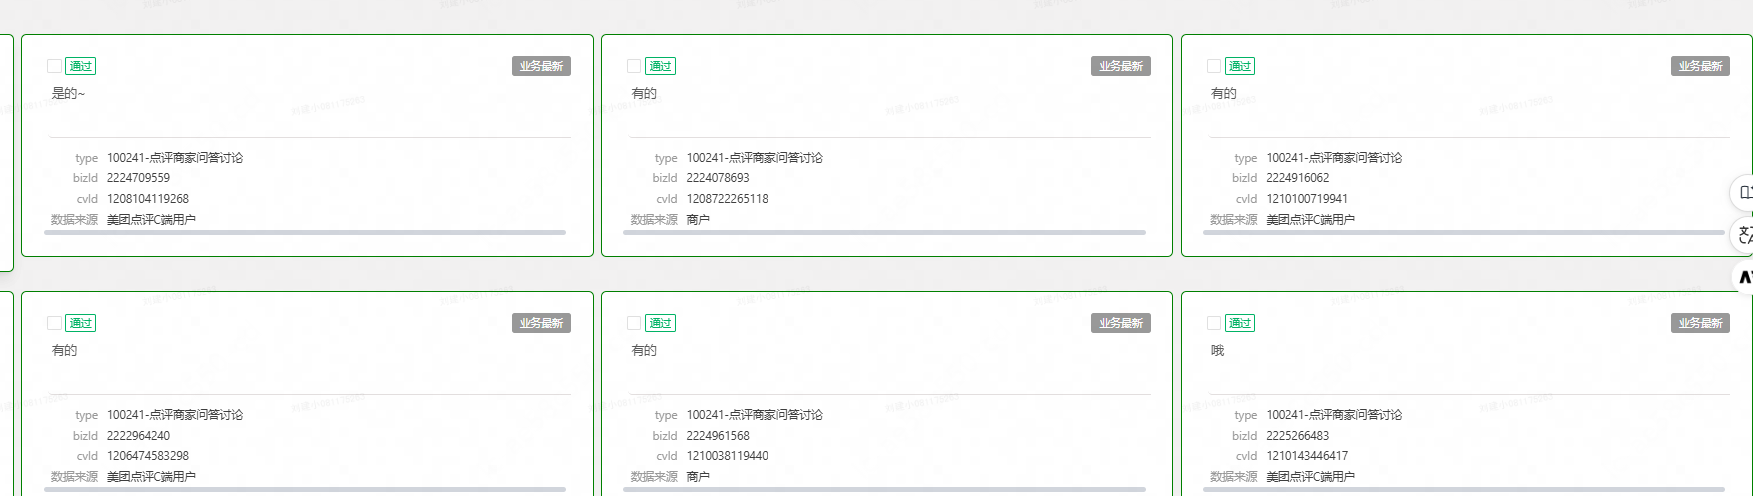 通过 业务最新
是的~
type 100241-点评商家问答讨论
bizId 2224709559
cvId 1208104119268
数据来源 美团点评C端用户
通过 业务最新
有的
type 100241-点评商家问答讨论
bizId 2224078693
cvId 1208722265118
数据来源 商户
通过 业务最新
有的
type 100241-点评商家问答讨论
bizId 2224916062
cvId 1210100719941
数据来源 美团点评C端用户
通过 业务最新
有的
type 100241-点评商家问答讨论
bizId 2222964240
cvId 1206474583298
数据来源 美团点评C端用户
通过 业务最新
有的
type 100241-点评商家问答讨论
bizId 2224961568
cvId 1210038119440
数据来源 商户
通过 业务最新
哦
type 100241-点评商家问答讨论
bizId 2225266483
cvId 1210143446417
数据来源 美团点评C端用户